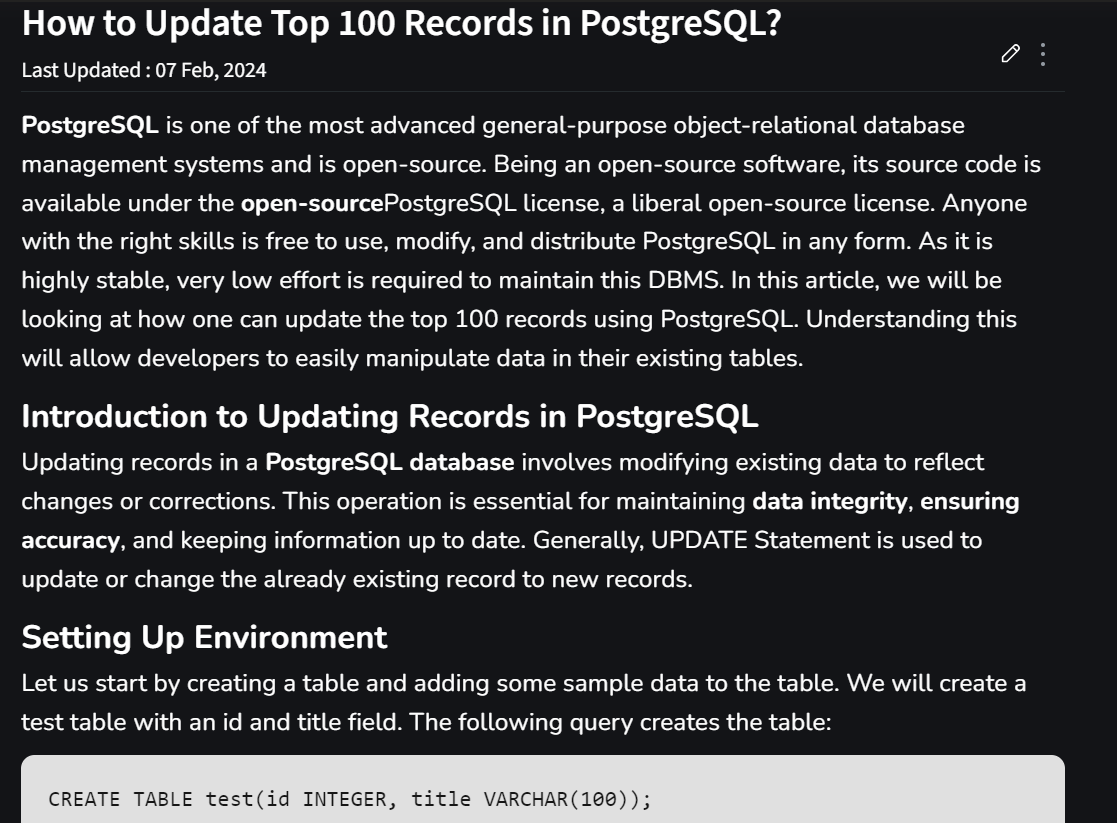 How to Update Top 100 Records in PostgreSQL?
Last Updated : 07 Feb, 2024
PostgreSQL is one of the most advanced general-purpose object-relational database
management systems and is open-source. Being an open-source software, its source code is
available under the open-sourcePostgreSQL license, a liberal open-source license. Anyone
with the right skills is free to use, modify, and distribute PostgreSQL in any form. As it is
highly stable, very low effort is required to maintain this DBMS. In this article, we will be
looking at how one can update the top 100 records using PostgreSQL. Understanding this
will allow developers to easily manipulate data in their existing tables.
Introduction to Updating Records in PostgreSQL
Updating records in a PostgreSQL database involves modifying existing data to reflect
changes or corrections. This operation is essential for maintaining data integrity, ensuring
accuracy, and keeping information up to date. Generally, UPDATE Statement is used to
update or change the already existing record to new records.
Setting Up Environment
Let us start by creating a table and adding some sample data to the table. We will create a
test table with an id and title field. The following query creates the table:
CREATE TABLE test(id INTEGER, title VARCHAR(100));